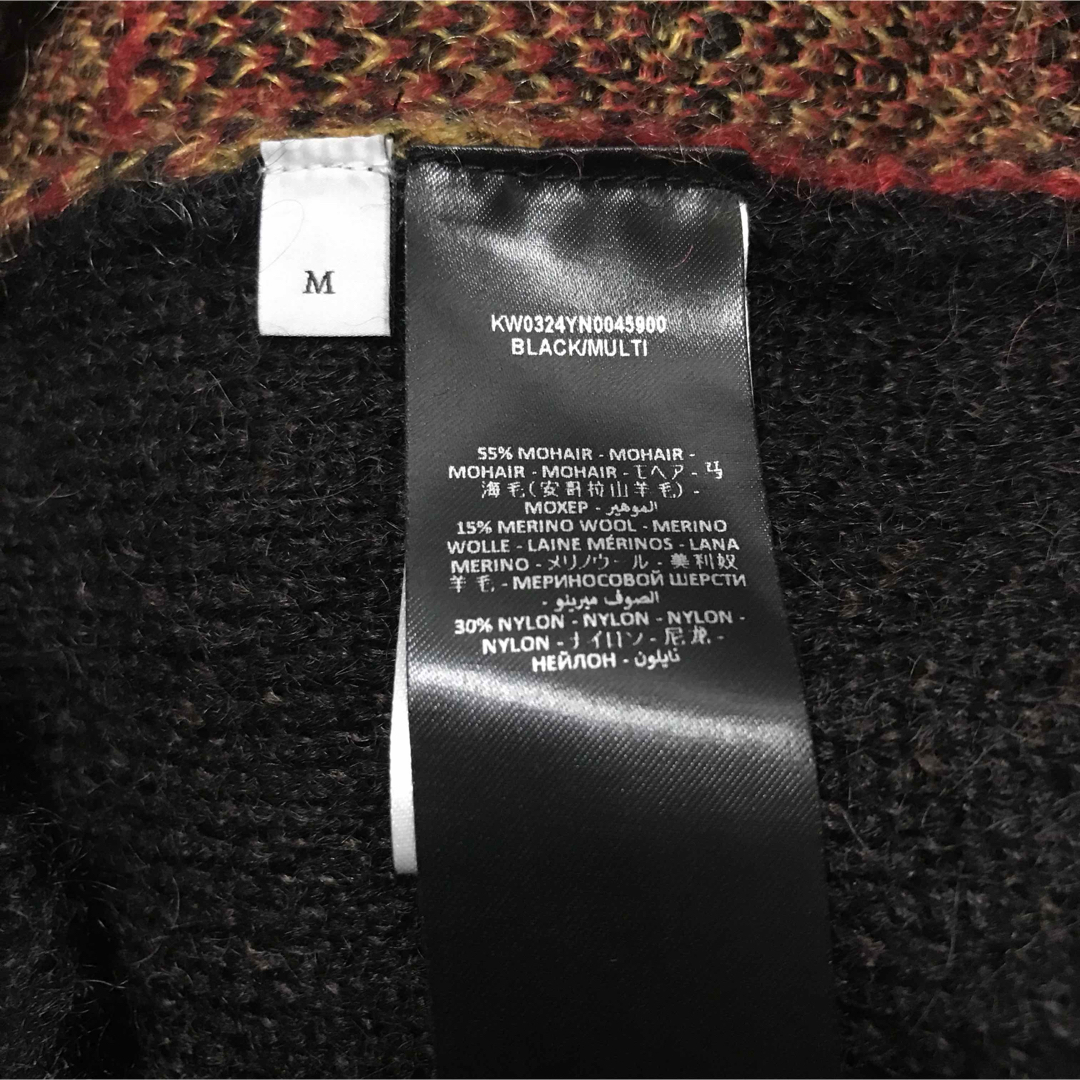 M
KW0324YN0045900
BLACK/MULTI
55% MOHAIR - MOHAIR -
MOHAIR - MOHAIR - モヘア - 马
海毛(安哥拉山羊毛) -
МОХЕР - الموهير
15% MERINO WOOL - MERINO
WOLLE - LAINE MÉRINOS - LANA
MERINO - メリノウール - 美利奴
羊毛 - МЕРИНОСОВОЙ ШЕРСТИ
الصوف ميرينو -
30% NYLON - NYLON - NYLON -
NYLON - ナイロン - 尼龙 -
НЕЙЛОН - نايلون